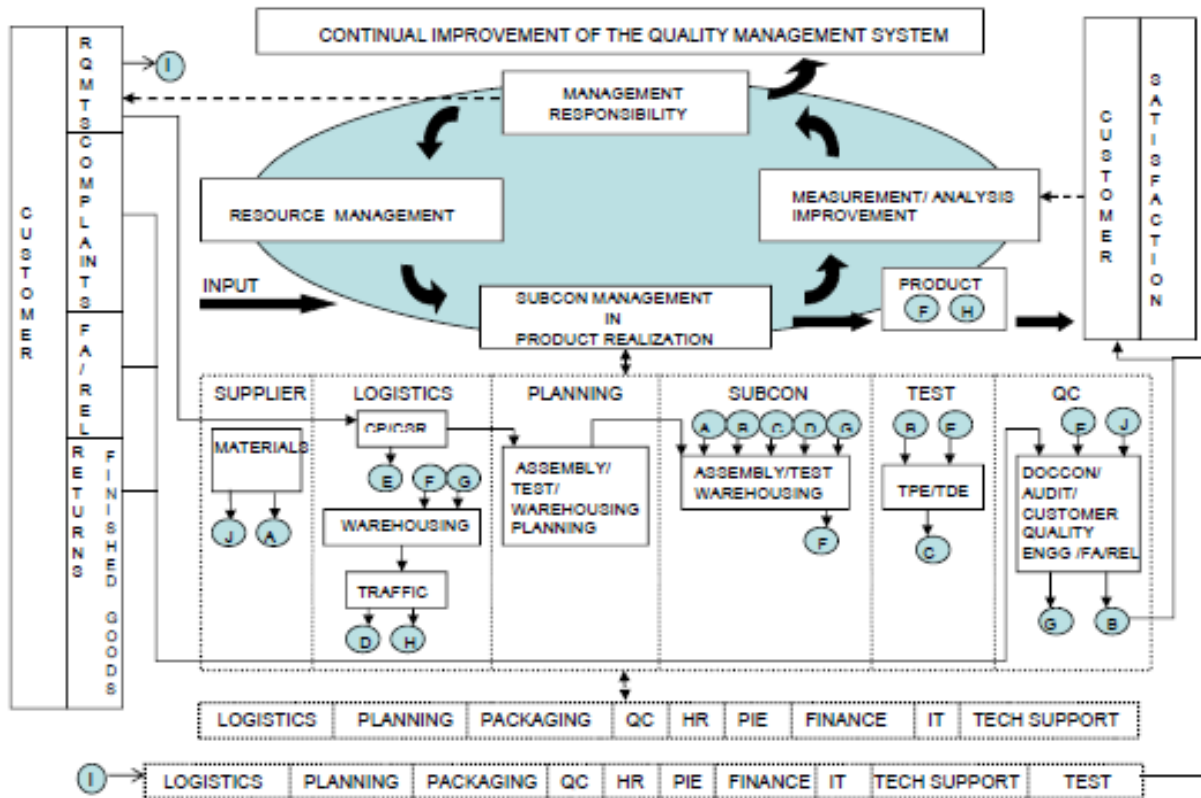 CONTINUAL IMPROVEMENT OF THE QUALITY MANAGEMENT SYSTEM
CUSTOMER
RQMTS
COMPLAINTS
FA/REL
RETURNS
FINISHED GOODS
I
MANAGEMENT
RESPONSIBILITY
RESOURCE MANAGEMENT
MEASUREMENT/ ANALYSIS
IMPROVEMENT
INPUT
SUBCON MANAGEMENT
IN
PRODUCT REALIZATION
PRODUCT
F H
CUSTOMER
SATISFACTION
SUPPLIER
MATERIALS
J A
LOGISTICS
CP/CSR
E F G
WAREHOUSING
TRAFFIC
D H
PLANNING
ASSEMBLY/
TEST/
WAREHOUSING
PLANNING
SUBCON
A B C D G
ASSEMBLY/TEST
WAREHOUSING
F
TEST
B E
TPE/TDE
C
QC
E J
DOCCON/
AUDIT/
CUSTOMER
QUALITY
ENGG /FA/REL
G B
LOGISTICS PLANNING PACKAGING QC HR PIE FINANCE IT TECH SUPPORT
I LOGISTICS PLANNING PACKAGING QC HR PIE FINANCE IT TECH SUPPORT TEST